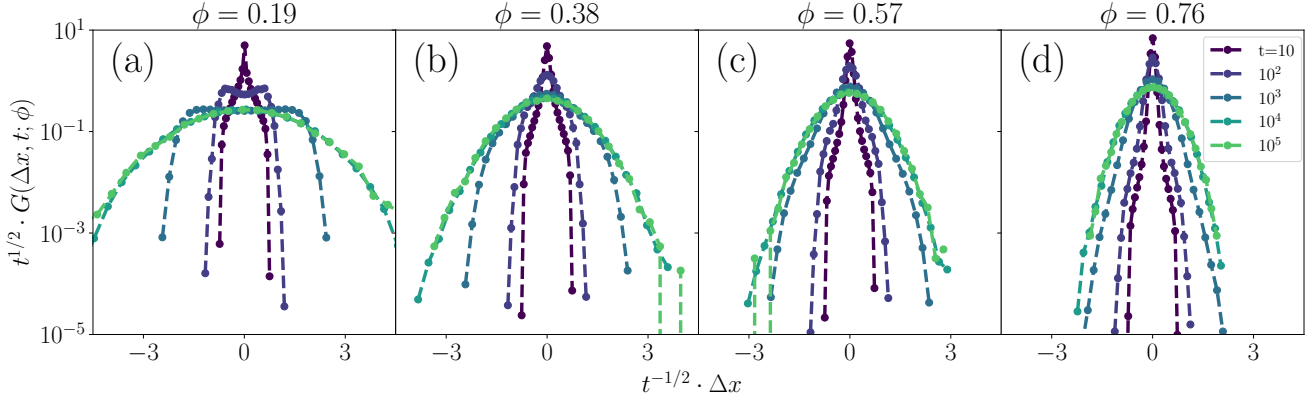 ϕ = 0.19
ϕ = 0.38
ϕ = 0.57
ϕ = 0.76
(a)
(b)
(c)
(d)
t=10
10²
10³
10⁴
10⁵
10¹
10⁻¹
10⁻³
10⁻⁵
t^{1/2} · G(Δx, t; ϕ)
−3 0 3
−3 0 3
−3 0 3
−3 0 3
t^{−1/2} · Δx